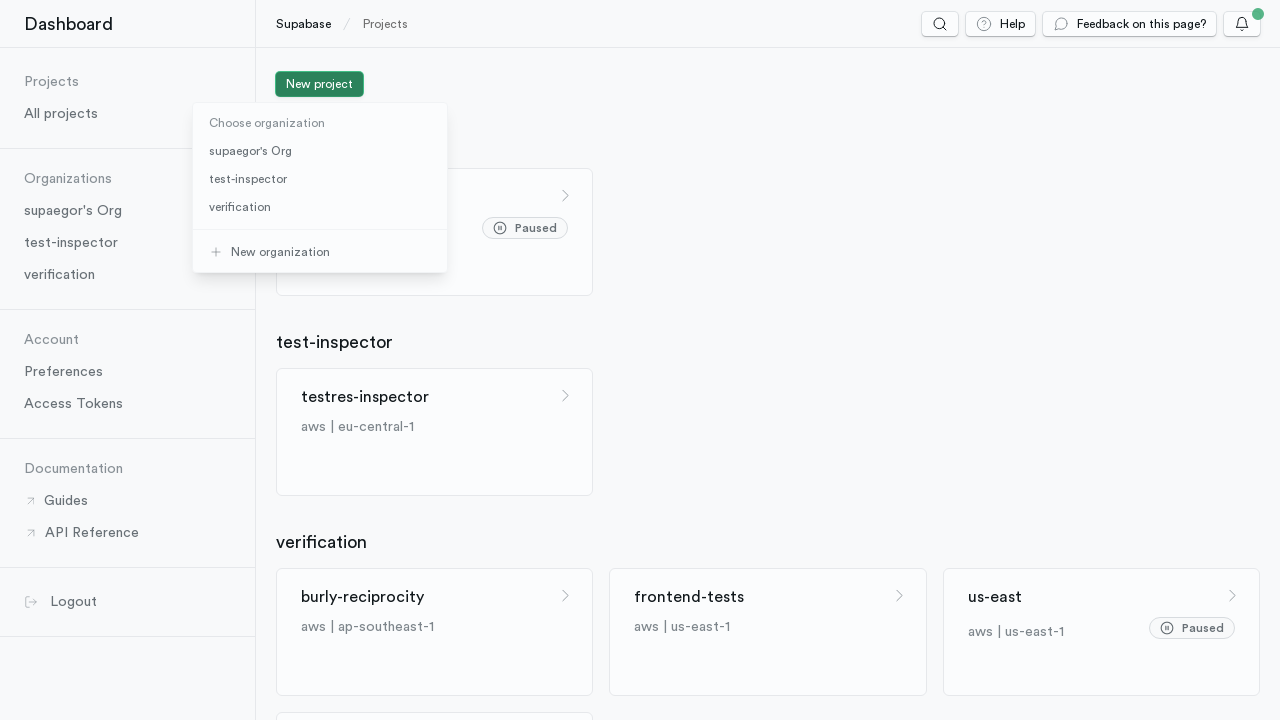 Dashboard
Supabase / Projects
Help
Feedback on this page?
Projects
All projects
Organizations
supaegor's Org
test-inspector
verification
Account
Preferences
Access Tokens
Documentation
Guides
API Reference
Logout
New project
Choose organization
supaegor's Org
test-inspector
verification
New organization
Paused
test-inspector
testres-inspector
aws | eu-central-1
verification
burly-reciprocity
aws | ap-southeast-1
frontend-tests
aws | us-east-1
us-east
aws | us-east-1
Paused